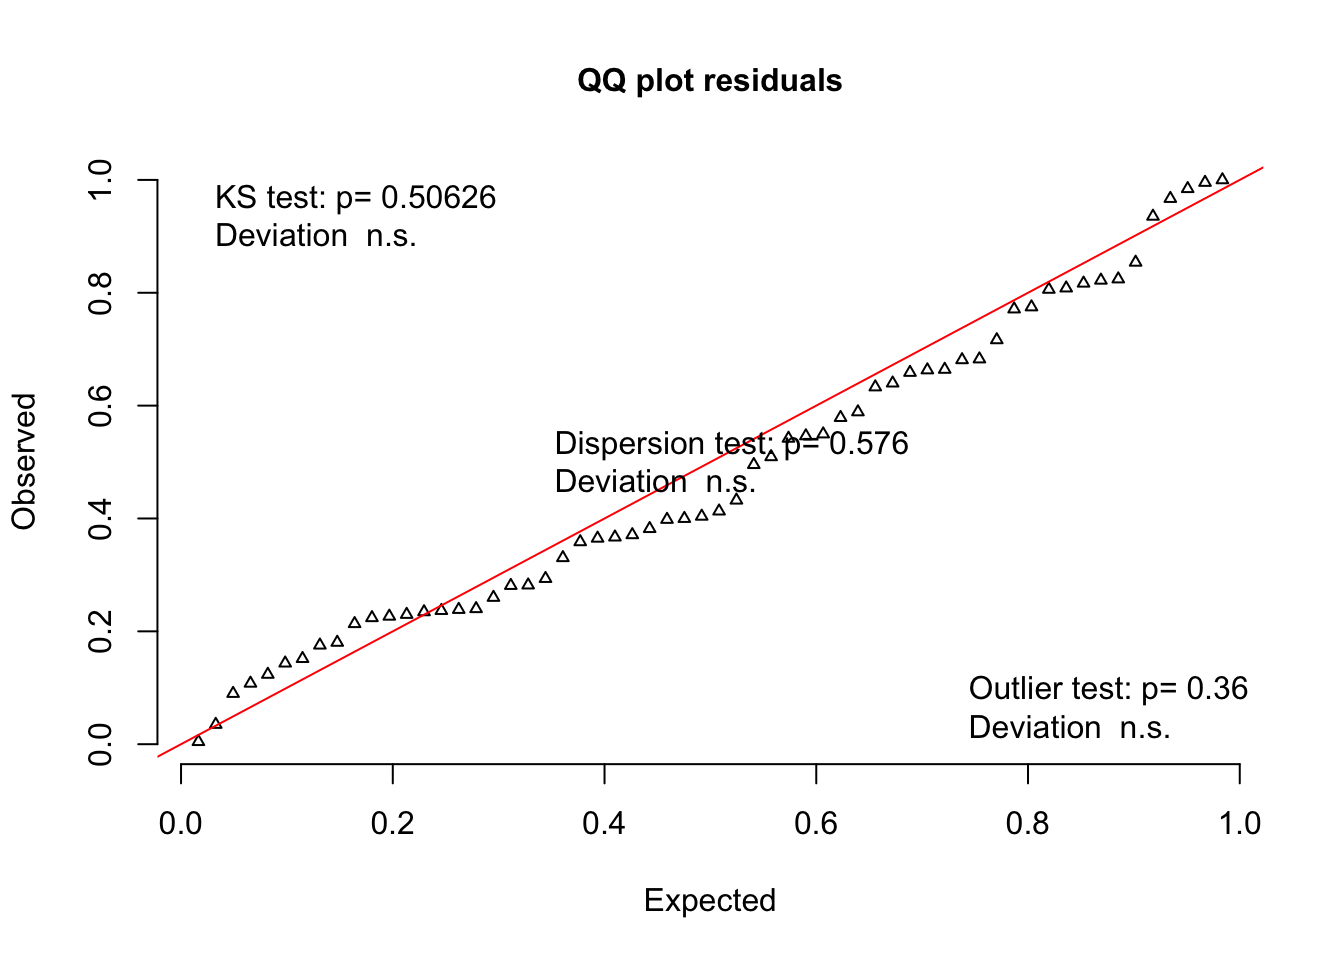 QQ plot residuals
KS test: p= 0.50626
Deviation  n.s.
Dispersion test: p= 0.576
Deviation  n.s.
Outlier test: p= 0.36
Deviation  n.s.
Observed
0.0
0.2
0.4
0.6
0.8
1.0
0.0 0.2 0.4 0.6 0.8 1.0
Expected